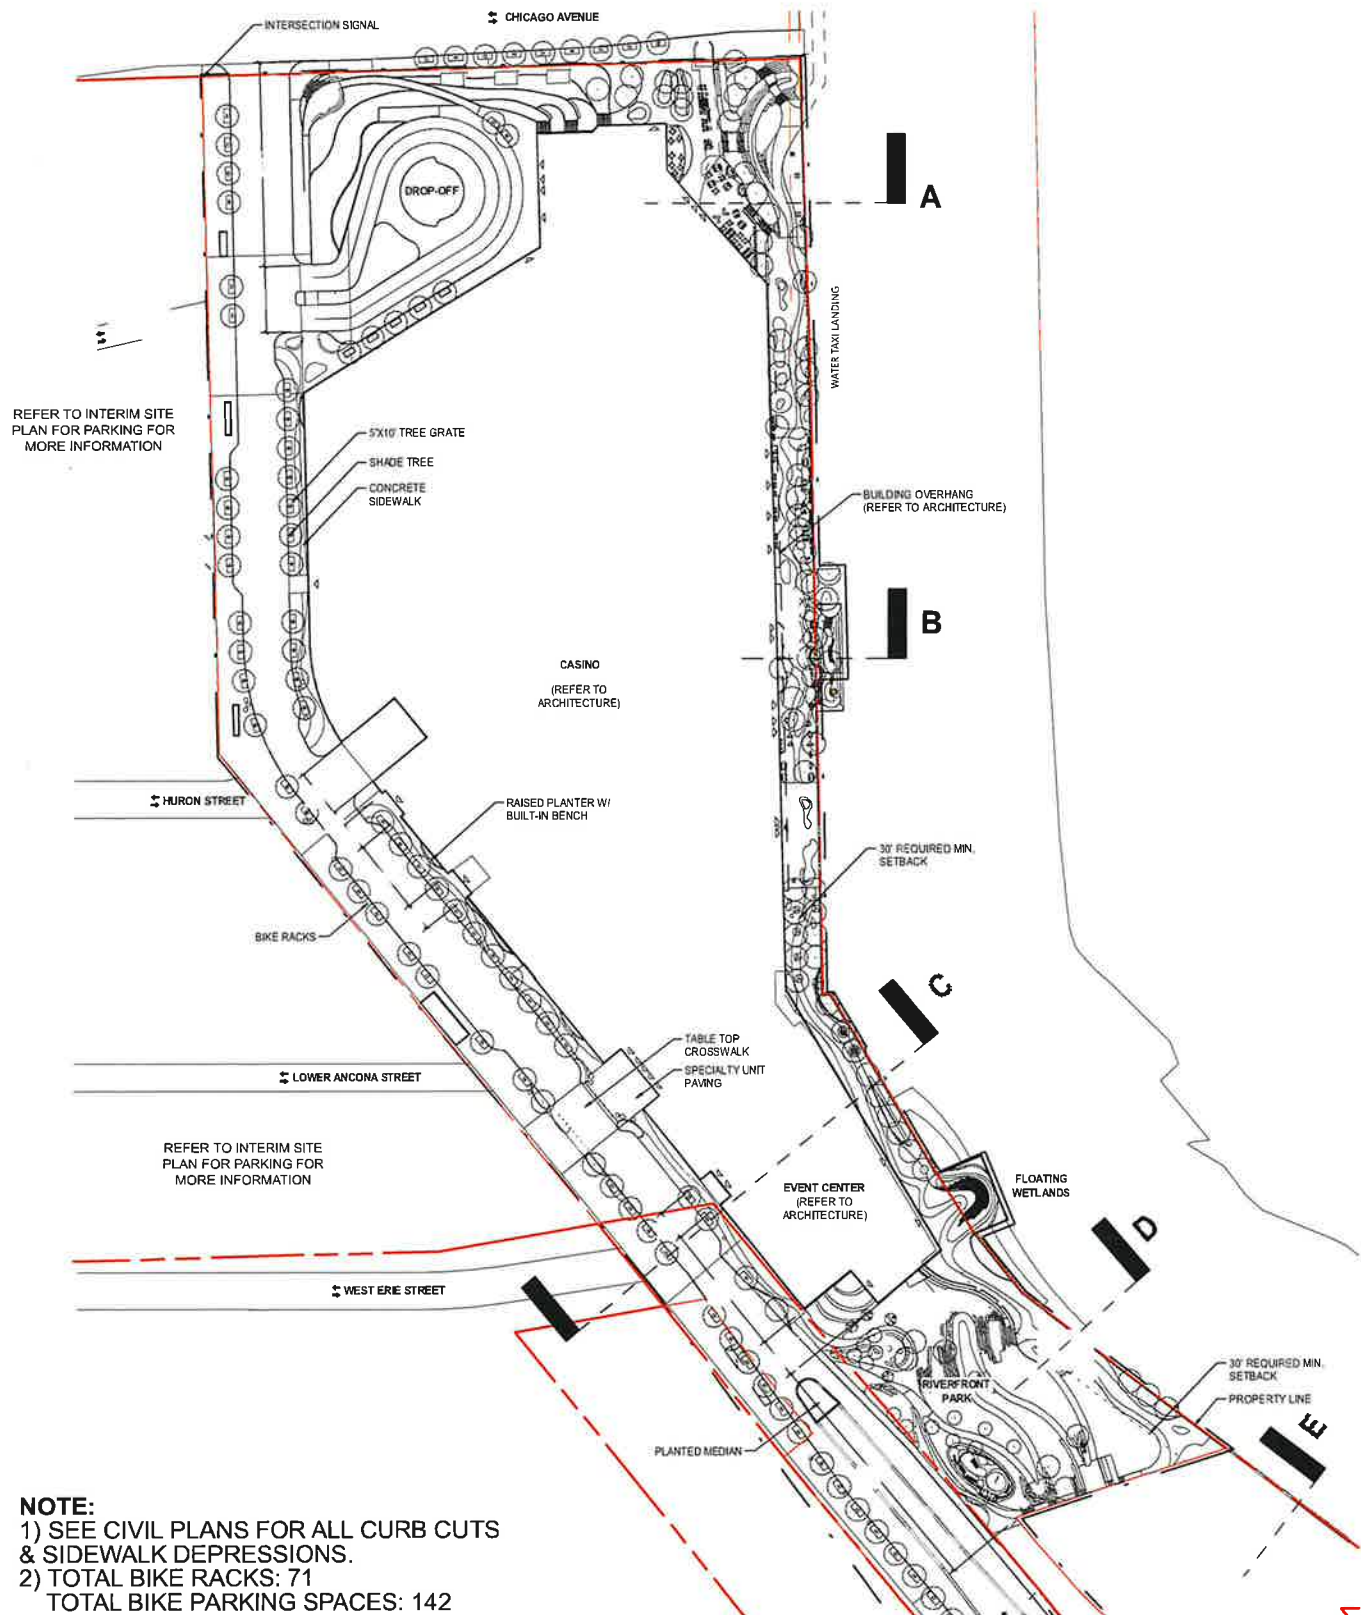 CHICAGO AVENUE
INTERSECTION SIGNAL
DROP-OFF
A
WATER TAXI LANDING
REFER TO INTERIM SITE
PLAN FOR PARKING FOR
MORE INFORMATION
5'X10' TREE GRATE
SHADE TREE
CONCRETE
SIDEWALK
BUILDING OVERHANG
(REFER TO ARCHITECTURE)
B
CASINO
(REFER TO
ARCHITECTURE)
HURON STREET
RAISED PLANTER W/
BUILT-IN BENCH
30' REQUIRED MIN.
SETBACK
BIKE RACKS
C
TABLE TOP
CROSSWALK
SPECIALTY UNIT
PAVING
LOWER ANCONA STREET
REFER TO INTERIM SITE
PLAN FOR PARKING FOR
MORE INFORMATION
EVENT CENTER
(REFER TO
ARCHITECTURE)
FLOATING
WETLANDS
D
WEST ERIE STREET
30' REQUIRED MIN.
SETBACK
PROPERTY LINE
RIVERFRONT
PARK
E
PLANTED MEDIAN
NOTE:
1) SEE CIVIL PLANS FOR ALL CURB CUTS
& SIDEWALK DEPRESSIONS.
2) TOTAL BIKE RACKS: 71
TOTAL BIKE PARKING SPACES: 142